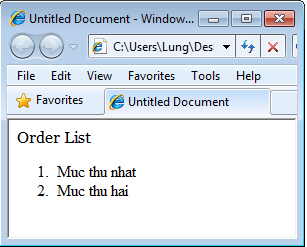 Untitled Document - Window...
C:\Users\Lung\Des
File Edit View Favorites Tools Help
Favorites Untitled Document
Order List
1. Muc thu nhat
2. Muc thu hai